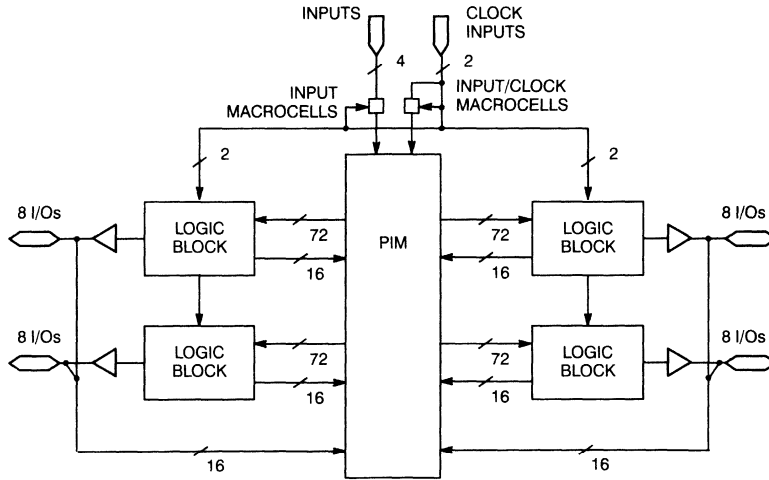 INPUTS
CLOCK
INPUTS
4
2
INPUT
MACROCELLS
INPUT/CLOCK
MACROCELLS
2
2
8 I/Os
LOGIC
BLOCK
72
16
PIM
72
16
LOGIC
BLOCK
8 I/Os
8 I/Os
LOGIC
BLOCK
72
16
72
16
LOGIC
BLOCK
8 I/Os
16
16